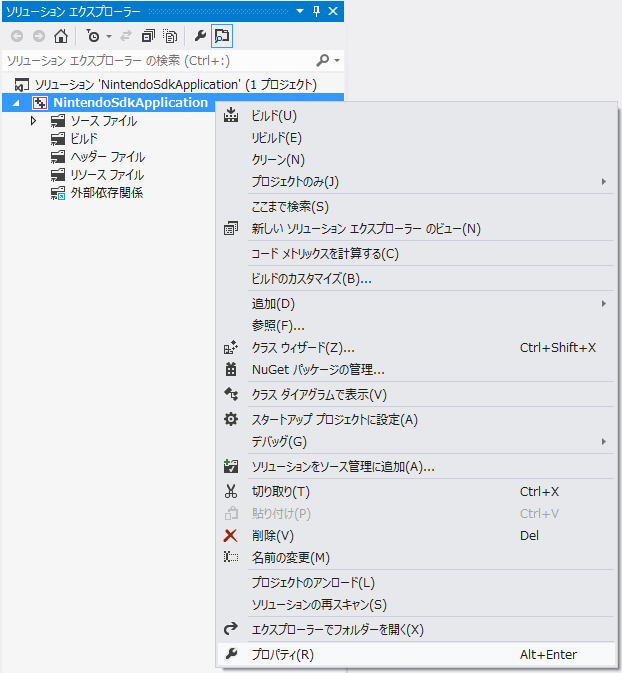 ソリューション エクスプローラー
ソリューション エクスプローラー の検索 (Ctrl+:)
ソリューション 'NintendoSdkApplication' (1 プロジェクト)
NintendoSdkApplication
ソース ファイル
ビルド
ヘッダー ファイル
リソース ファイル
外部依存関係
ビルド(U)
リビルド(E)
クリーン(N)
プロジェクトのみ(J)
ここまで検索(S)
新しい ソリューション エクスプローラー のビュー(N)
コード メトリックスを計算する(C)
ビルドのカスタマイズ(B)...
追加(D)
参照(F)...
クラス ウィザード(Z)... Ctrl+Shift+X
NuGet パッケージの管理...
クラス ダイアグラムで表示(V)
スタートアップ プロジェクトに設定(A)
デバッグ(G)
ソリューションをソース管理に追加(A)...
切り取り(T) Ctrl+X
貼り付け(P) Ctrl+V
削除(V) Del
名前の変更(M)
プロジェクトのアンロード(L)
ソリューションの再スキャン(S)
エクスプローラーでフォルダーを開く(X)
プロパティ(R) Alt+Enter